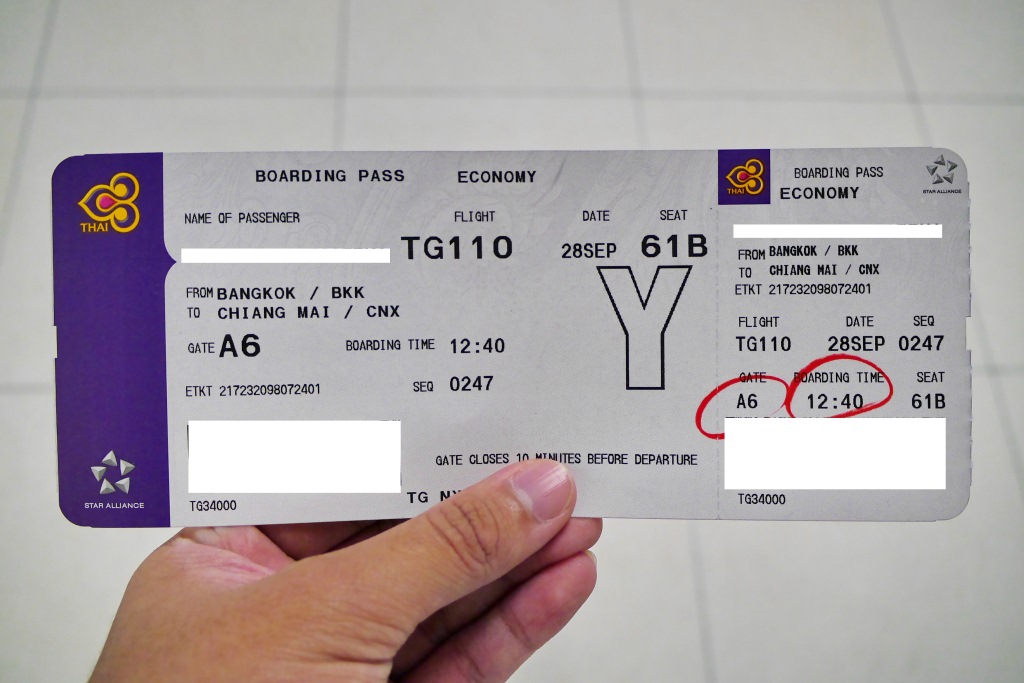 BOARDING PASS ECONOMY
NAME OF PASSENGER FLIGHT DATE SEAT
TG110 28SEP 61B
THAI
FROM BANGKOK / BKK
TO CHIANG MAI / CNX
Y
GATE A6 BOARDING TIME 12:40
ETKT 217232098072401 SEQ 0247
GATE CLOSES 10 MINUTES BEFORE DEPARTURE
TG
STAR ALLIANCE
TG34000
THAI
BOARDING PASS
ECONOMY
STAR ALLIANCE
FROM BANGKOK / BKK
TO CHIANG MAI / CNX
ETKT 217232098072401
FLIGHT DATE SEQ
TG110 28SEP 0247
GATE BOARDING TIME SEAT
A6 12:40 61B
TG34000